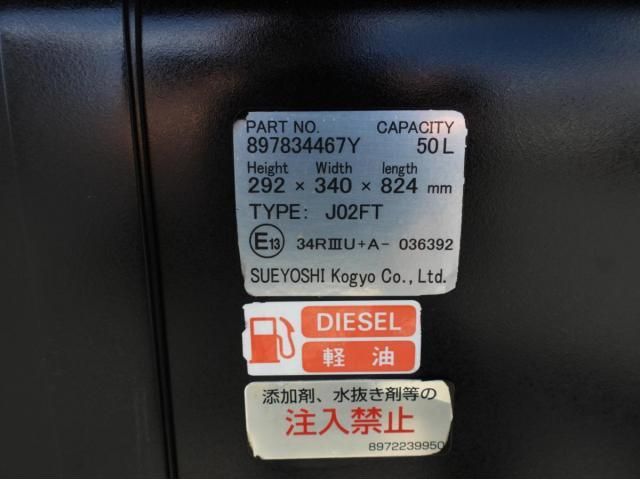 PART NO. CAPACITY
897834467Y 50L
Height Width length
292 × 340 × 824 mm
TYPE: J02FT
E13 34RⅢU+A- 036392
SUEYOSHI Kogyo Co., Ltd.
DIESEL
軽 油
添加剤、水抜き剤等の
注入禁止
8972239950